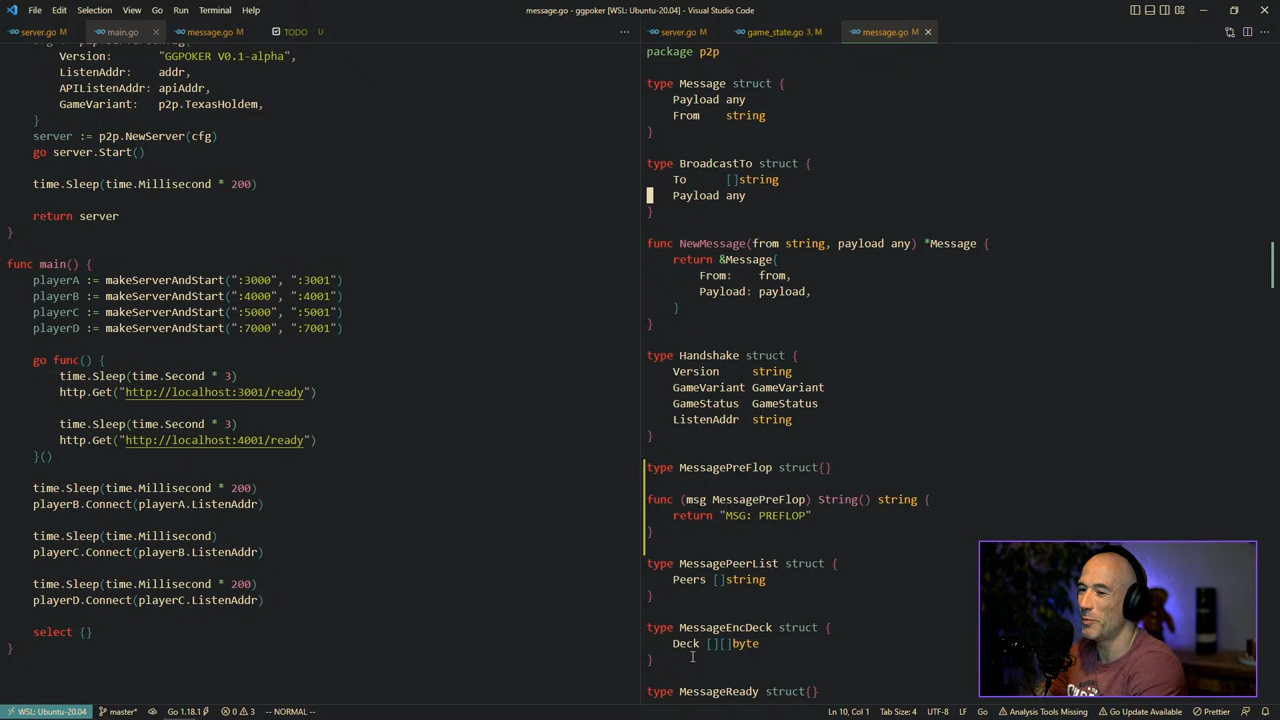 File Edit Selection View Go Run Terminal Help
message.go - ggpoker [WSL: Ubuntu-20.04] - Visual Studio Code
server.go M main.go × message.go M TODO U ···
Version: "GGPOKER V0.1-alpha",
ListenAddr: addr,
APIListenAddr: apiAddr,
GameVariant: p2p.TexasHoldem,
}
server := p2p.NewServer(cfg)
go server.Start()
time.Sleep(time.Millisecond * 200)
return server
}
func main() {
playerA := makeServerAndStart(":3000", ":3001")
playerB := makeServerAndStart(":4000", ":4001")
playerC := makeServerAndStart(":5000", ":5001")
playerD := makeServerAndStart(":7000", ":7001")
go func() {
time.Sleep(time.Second * 3)
http.Get("http://localhost:3001/ready")
time.Sleep(time.Second * 3)
http.Get("http://localhost:4001/ready")
}()
time.Sleep(time.Millisecond * 200)
playerB.Connect(playerA.ListenAddr)
time.Sleep(time.Millisecond)
playerC.Connect(playerB.ListenAddr)
time.Sleep(time.Millisecond * 200)
playerD.Connect(playerC.ListenAddr)
select {}
}
server.go M game_state.go 3, M message.go M × ···
package p2p
type Message struct {
Payload any
From string
}
type BroadcastTo struct {
To []string
Payload any
}
func NewMessage(from string, payload any) *Message {
return &Message{
From: from,
Payload: payload,
}
}
type Handshake struct {
Version string
GameVariant GameVariant
GameStatus GameStatus
ListenAddr string
}
type MessagePreFlop struct{}
func (msg MessagePreFlop) String() string {
return "MSG: PREFLOP"
}
type MessagePeerList struct {
Peers []string
}
type MessageEncDeck struct {
Deck [][]byte
}
type MessageReady struct{}
WSL: Ubuntu-20.04 master* Go 1.18.1 0 3 -- NORMAL -- Ln 10, Col 1 Tab Size: 4 UTF-8 LF Go Analysis Tools Missing Go Update Available Prettier